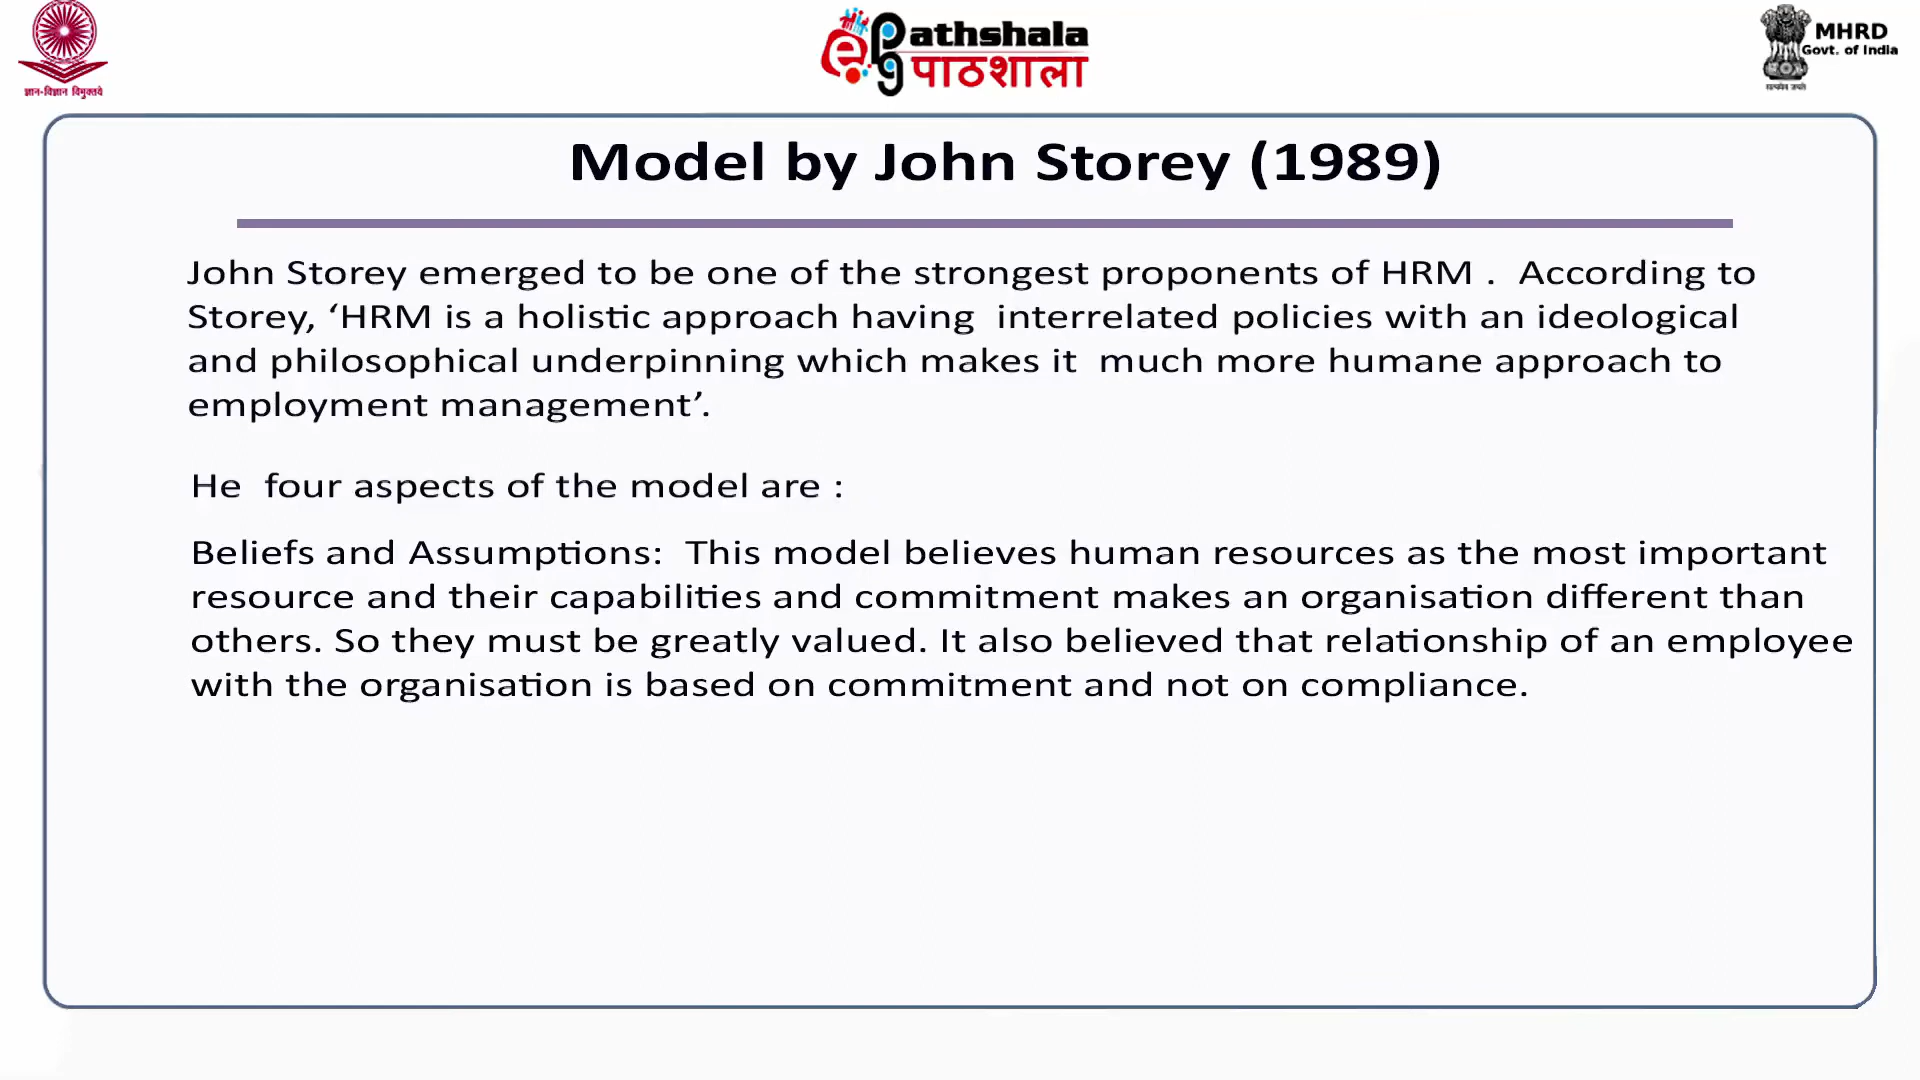 ज्ञान-विज्ञान विमुक्तये
ePathshala
पाठशाला
MHRD
Govt. of India
सत्यमेव जयते
Model by John Storey (1989)
John Storey emerged to be one of the strongest proponents of HRM .  According to
Storey, ‘HRM is a holistic approach having  interrelated policies with an ideological
and philosophical underpinning which makes it  much more humane approach to
employment management’.
He  four aspects of the model are :
Beliefs and Assumptions:  This model believes human resources as the most important
resource and their capabilities and commitment makes an organisation different than
others. So they must be greatly valued. It also believed that relationship of an employee
with the organisation is based on commitment and not on compliance.